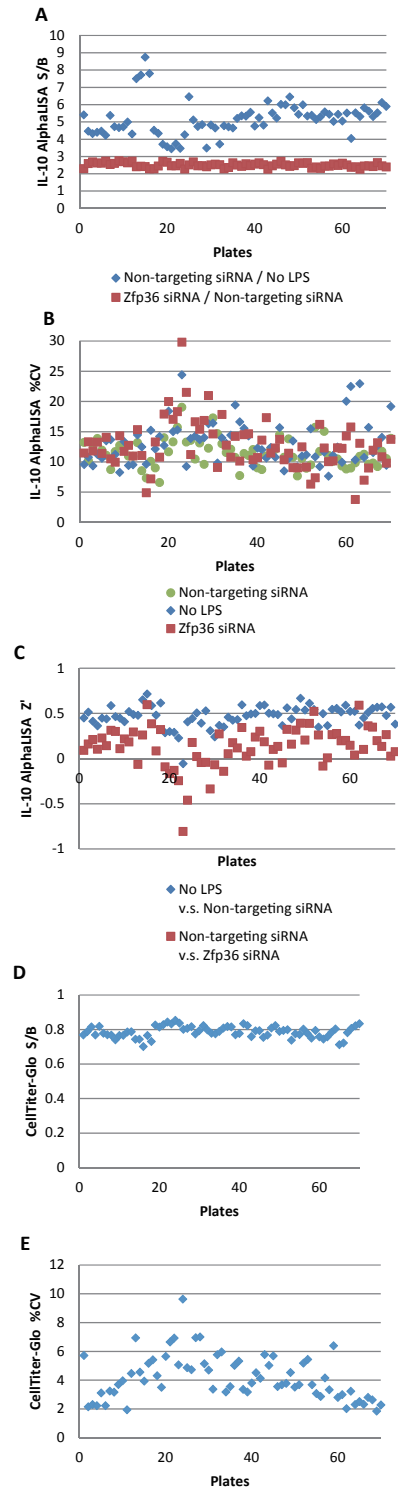 A
10
9
8
7
6
5
4
3
2
1
0
IL-10 AlphaLISA S/B
0 20 40 60
Plates
Non-targeting siRNA / No LPS
Zfp36 siRNA / Non-targeting siRNA
B
30
25
20
15
10
5
0
IL-10 AlphaLISA %CV
0 20 40 60
Plates
Non-targeting siRNA
No LPS
Zfp36 siRNA
C
1
0.5
0
-0.5
-1
IL-10 AlphaLISA Z'
0 20 40 60
Plates
No LPS
v.s. Non-targeting siRNA
Non-targeting siRNA
v.s. Zfp36 siRNA
D
1
0.8
0.6
0.4
0.2
0
CellTiter-Glo S/B
0 20 40 60
Plates
E
12
10
8
6
4
2
0
CellTiter-Glo %CV
0 20 40 60
Plates